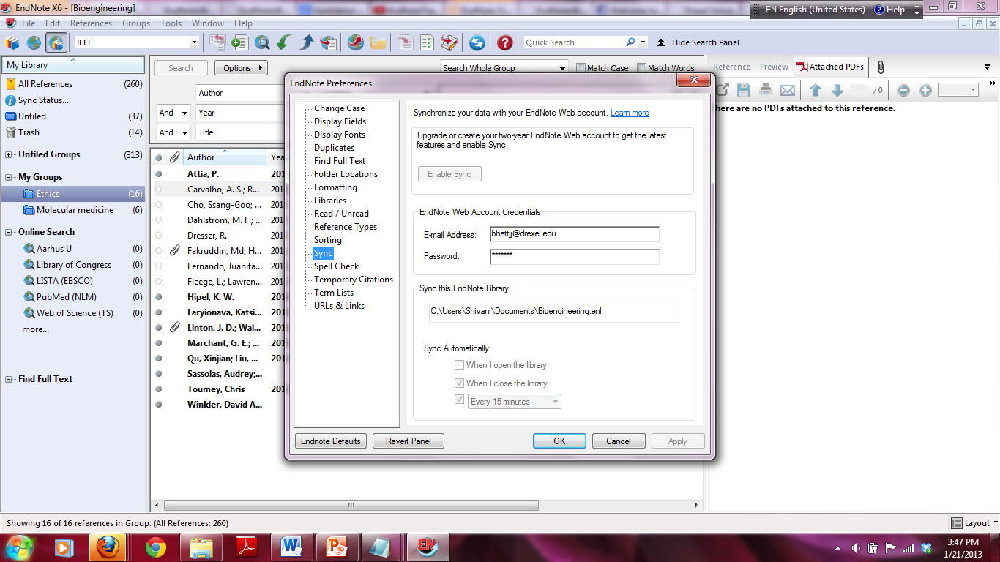 EndNote X6 - [Bioengineering]
EN English (United States) Help
File Edit References Groups Tools Window Help
IEEE
Quick Search
Hide Search Panel
My Library
All References (260)
Sync Status...
Unfiled (37)
Trash (14)
Unfiled Groups (313)
My Groups
Ethics (16)
Molecular medicine (6)
Online Search
Aarhus U (0)
Library of Congress (0)
LISTA (EBSCO) (0)
PubMed (NLM) (0)
Web of Science (TS) (0)
more...
Find Full Text
Search Options Search Whole Group Match Case Match Words
Author
And Year
And Title
Author Yea
Attia, P. 201
Carvalho, A. S.; R... 201
Cho, Ssang-Goo; ... 201
Dahlstrom, M. F.; ... 201
Dresser, R. 201
Fakruddin, Md; H... 201
Fernando, Juanita... 201
Fleege, L.; Lawren... 201
Hipel, K. W. 201
Laryionava, Katsi... 201
Linton, J. D.; Wal... 201
Marchant, G. E.; ... 201
Qu, Xinjian; Liu, ... 201
Sassolas, Audrey;...
Toumey, Chris 201
Winkler, David A...
EndNote Preferences
Change Case
Display Fields
Display Fonts
Duplicates
Find Full Text
Folder Locations
Formatting
Libraries
Read / Unread
Reference Types
Sorting
Sync
Spell Check
Temporary Citations
Term Lists
URLs & Links
Synchronize your data with your EndNote Web account. Learn more
Upgrade or create your two-year EndNote Web account to get the latest
features and enable Sync.
Enable Sync
EndNote Web Account Credentials
E-mail Address: bhattjj@drexel.edu
Password: *******
Sync this EndNote Library
C:\Users\Shivani\Documents\Bioengineering.enl
Sync Automatically:
When I open the library
When I close the library
Every 15 minutes
Endnote Defaults Revert Panel OK Cancel Apply
Reference Preview Attached PDFs
/ 0
here are no PDFs attached to this reference.
Showing 16 of 16 references in Group. (All References: 260)
Layout
3:47 PM
1/21/2013